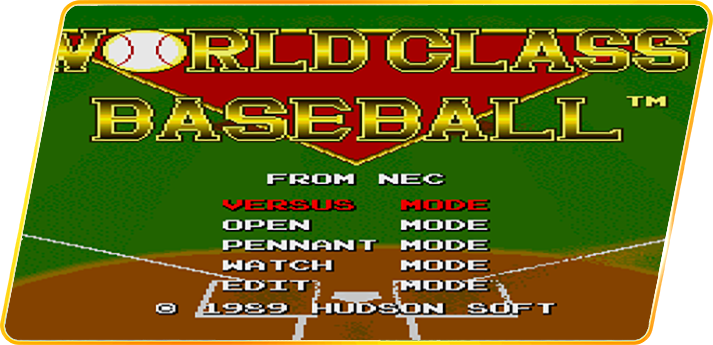 WORLD CLASS
BASEBALL™
FROM NEC
VERSUS MODE
OPEN MODE
PENNANT MODE
WATCH MODE
EDIT MODE
© 1989 HUDSON SOFT